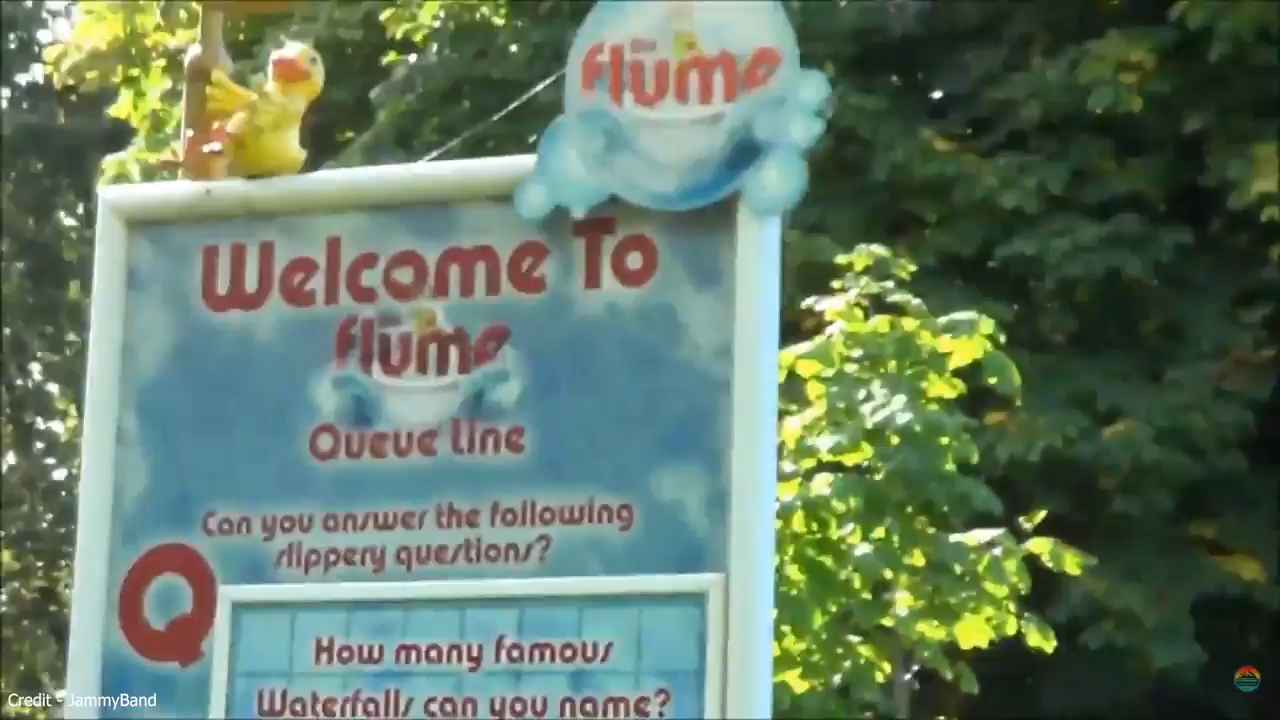 flume
Welcome To
flume
Queue Line
Can you answer the following
slippery questions?
Q
How many famous
Waterfalls can you name?
Credit - JammyBand